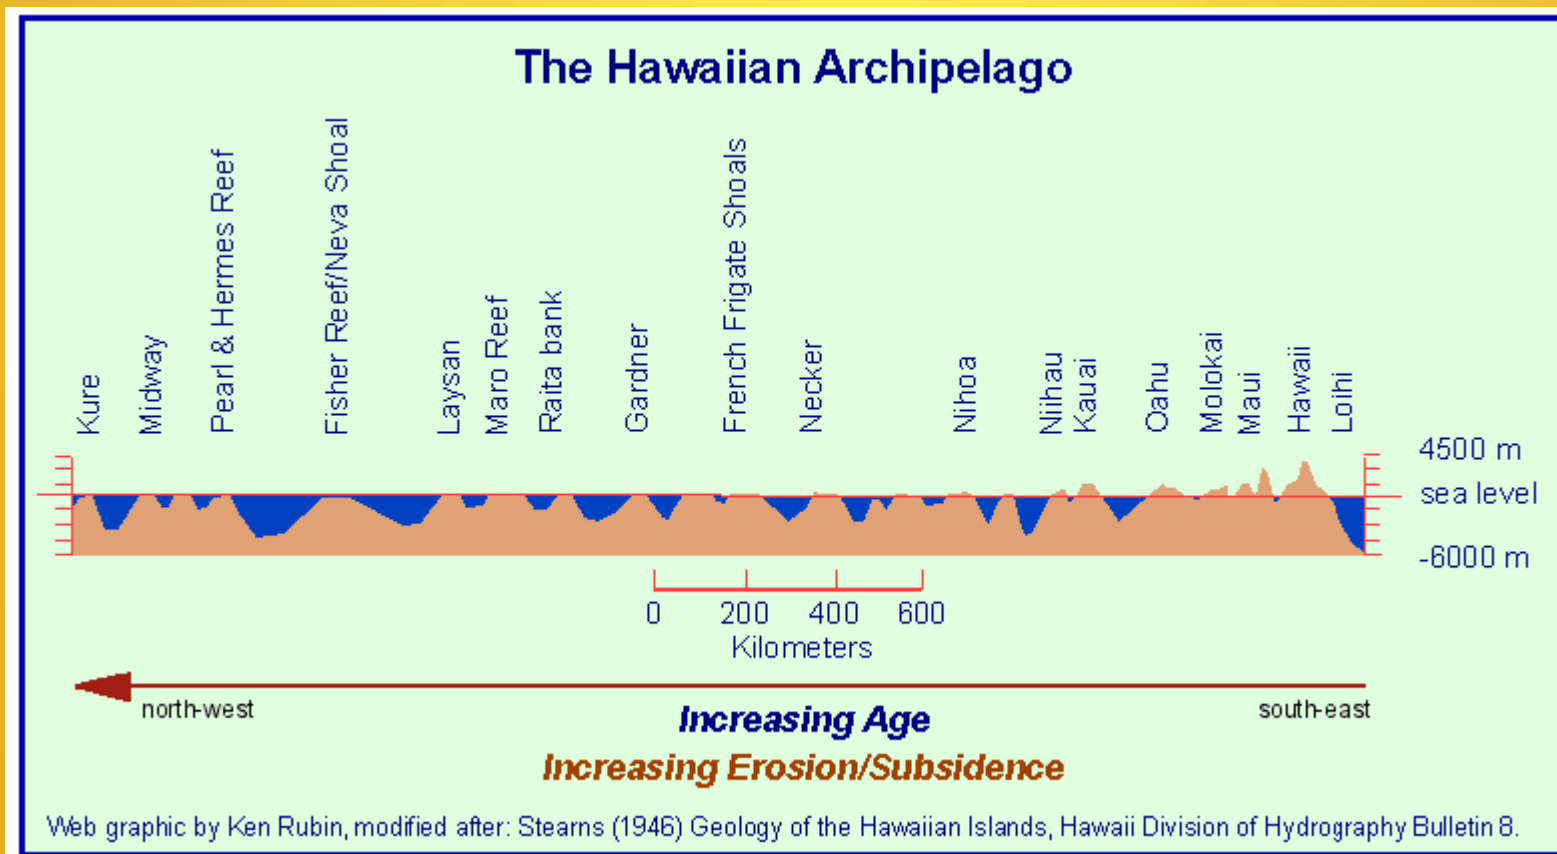 The Hawaiian Archipelago
Kure
Midway
Pearl & Hermes Reef
Fisher Reef/Neva Shoal
Laysan
Maro Reef
Raita bank
Gardner
French Frigate Shoals
Necker
Nihoa
Niihau
Kauai
Oahu
Molokai
Maui
Hawaii
Loihi
4500 m
sea level
-6000 m
0 200 400 600
Kilometers
north-west south-east
Increasing Age
Increasing Erosion/Subsidence
Web graphic by Ken Rubin, modified after: Stearns (1946) Geology of the Hawaiian Islands, Hawaii Division of Hydrography Bulletin 8.